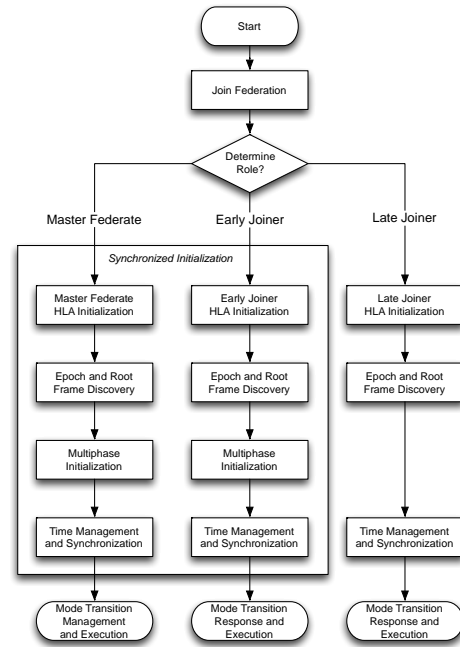 Start
Join Federation
Determine
Role?
Master Federate
Early Joiner
Late Joiner
Synchronized Initialization
Master Federate
HLA Initialization
Early Joiner
HLA Initialization
Late Joiner
HLA Initialization
Epoch and Root
Frame Discovery
Epoch and Root
Frame Discovery
Epoch and Root
Frame Discovery
Multiphase
Initialization
Multiphase
Initialization
Time Management
and Synchronization
Time Management
and Synchronization
Time Management
and Synchronization
Mode Transition
Management
and Execution
Mode Transition
Response and
Execution
Mode Transition
Response and
Execution